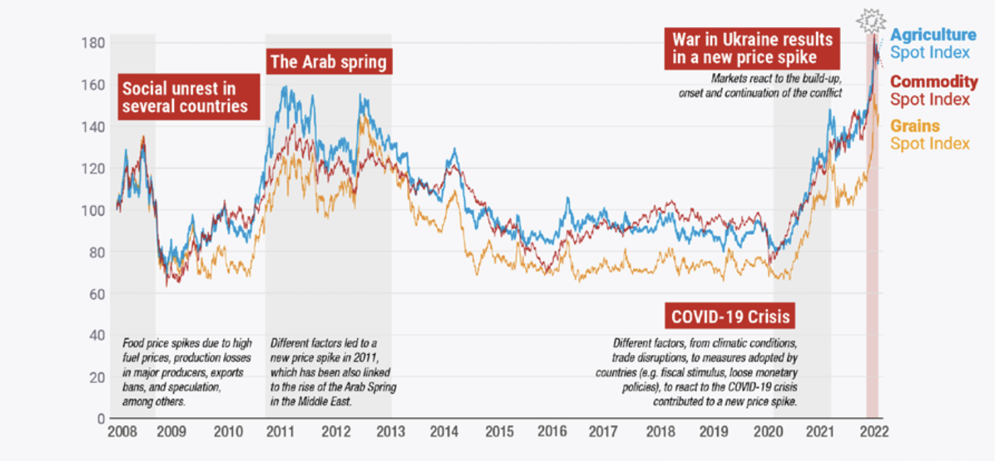 Agriculture
Spot Index
Commodity
Spot Index
Grains
Spot Index
War in Ukraine results
in a new price spike
Markets react to the build-up,
onset and continuation of the conflict
The Arab spring
Social unrest in
several countries
180
160
140
120
100
80
60
40
20
0
COVID-19 Crisis
Food price spikes due to high
fuel prices, production losses
in major producers, exports
bans, and speculation,
among others.
Different factors led to a
new price spike in 2011,
which has been also linked
to the rise of the Arab Spring
in the Middle East.
Different factors, from climatic conditions,
trade disruptions, to measures adopted by
countries (e.g. fiscal stimulus, loose monetary
policies), to react to the COVID-19 crisis
contributed to a new price spike.
2008 2009 2010 2011 2012 2013 2014 2015 2016 2017 2018 2019 2020 2021 2022